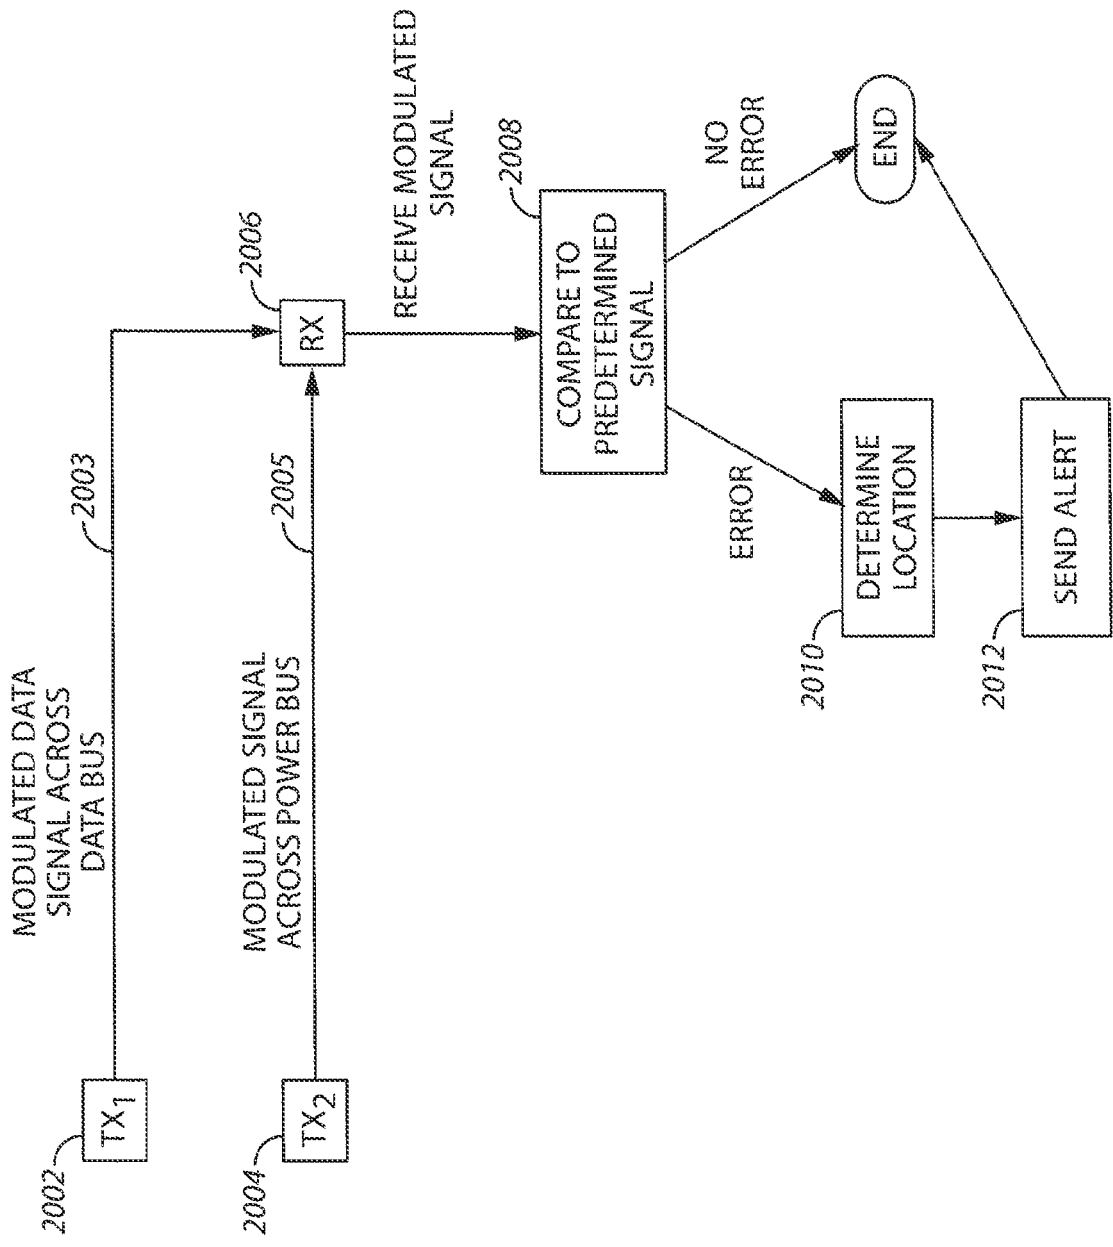 2002
TX1
MODULATED DATA
SIGNAL ACROSS
DATA BUS
2003
2004
TX2
MODULATED SIGNAL
ACROSS POWER BUS
2005
2006
RX
RECEIVE MODULATED
SIGNAL
2008
COMPARE TO
PREDETERMINED
SIGNAL
ERROR
NO
ERROR
2010
DETERMINE
LOCATION
END
2012
SEND ALERT